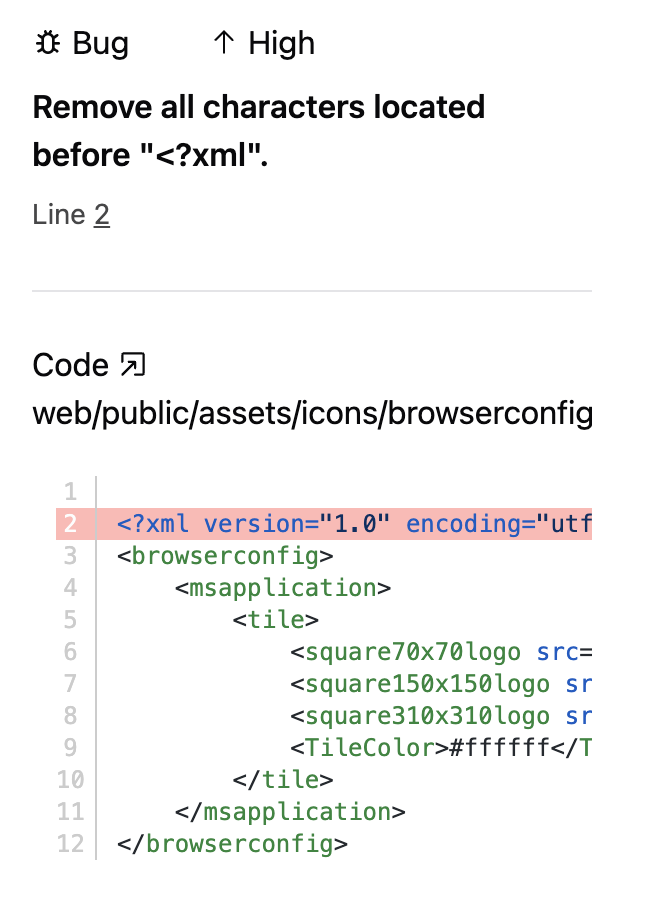 Bug ↑ High
Remove all characters located
before "<?xml".
Line 2
Code
web/public/assets/icons/browserconfig
1
2 <?xml version="1.0" encoding="utf
3 <browserconfig>
4     <msapplication>
5         <tile>
6             <square70x70logo src=
7             <square150x150logo sr
8             <square310x310logo sr
9             <TileColor>#ffffff</T
10         </tile>
11     </msapplication>
12 </browserconfig>